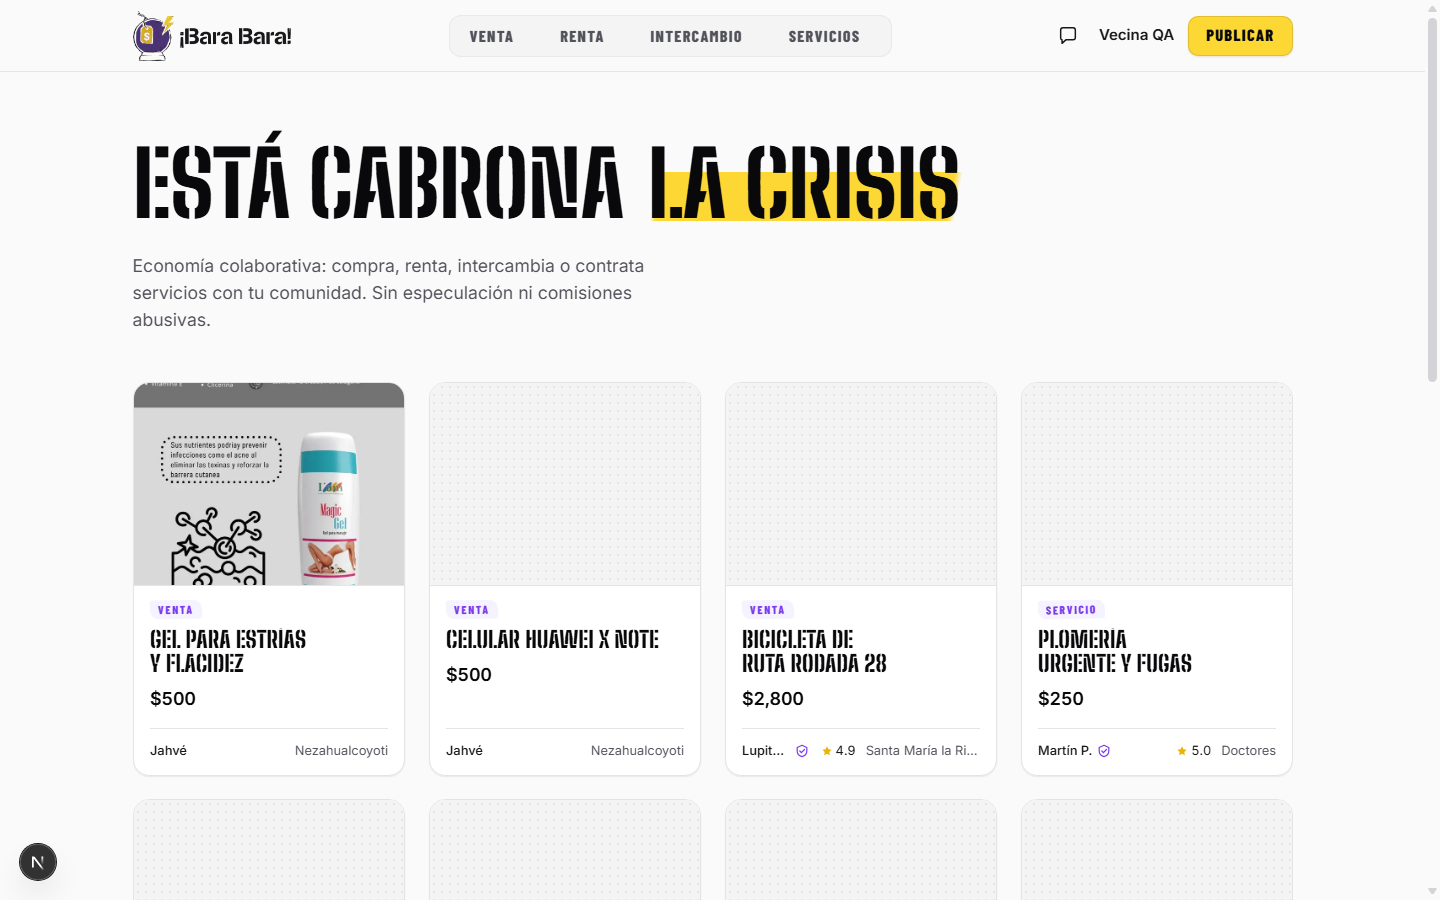 ¡Bara Bara!
VENTA
RENTA
INTERCAMBIO
SERVICIOS
Vecina QA
PUBLICAR
ESTÁ CABRONA LA CRISIS
Economía colaborativa: compra, renta, intercambia o contrata
servicios con tu comunidad. Sin especulación ni comisiones
abusivas.
Sus nutrientes podriay prevenir
infecciones como el acne al
eliminar las toxinas y reforzar la
barrera cutanea
Magic
Gel
VENTA
GEL PARA ESTRÍAS
Y FLACIDEZ
$500
Jahvé
Nezahualcoyotl
VENTA
CELULAR HUAWEI X NOTE
$500
Jahvé
Nezahualcoyotl
VENTA
BICICLETA DE
RUTA RODADA 28
$2,800
Lupit...
4.9
Santa María la Ri...
SERVICIO
PLOMERÍA
URGENTE Y FUGAS
$250
Martín P.
5.0
Doctores
N